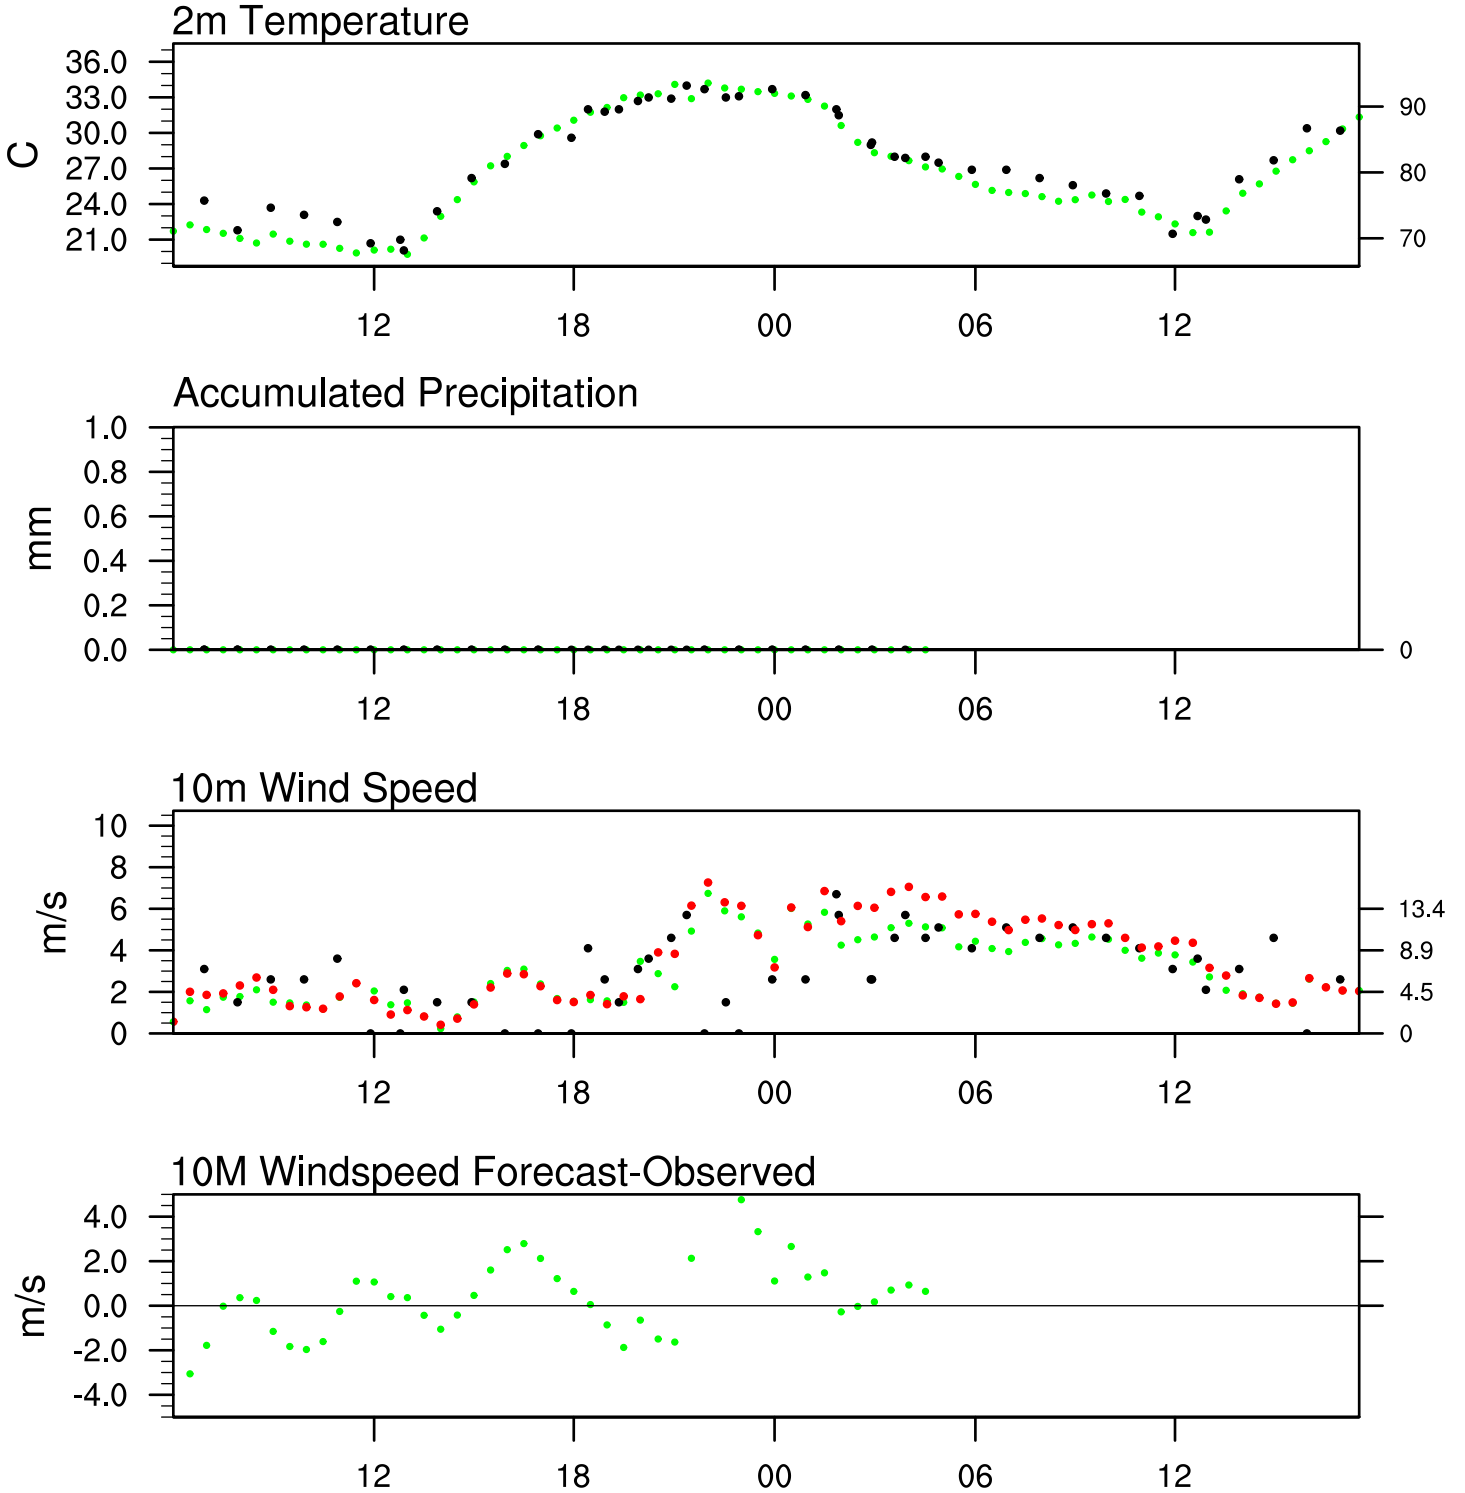 2m Temperature
36.0
33.0
30.0
27.0
24.0
21.0
C
90
80
70
12 18 00 06 12
Accumulated Precipitation
1.0
0.8
0.6
0.4
0.2
0.0
mm
0
12 18 00 06 12
10m Wind Speed
10
8
6
4
2
0
m/s
13.4
8.9
4.5
0
12 18 00 06 12
10M Windspeed Forecast-Observed
4.0
2.0
0.0
-2.0
-4.0
m/s
12 18 00 06 12